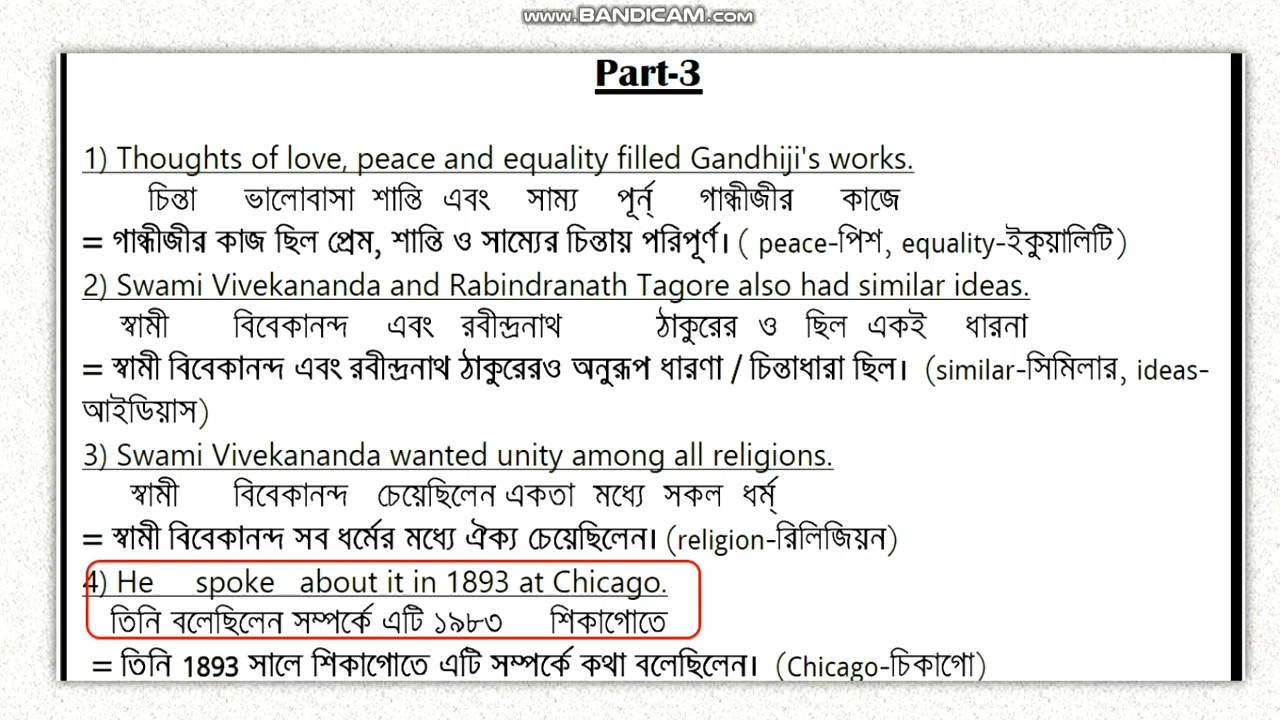 www.BANDICAM.com
Part-3
1) Thoughts of love, peace and equality filled Gandhiji's works.
চিন্তা ভালোবাসা শান্তি এবং সাম্য পূর্ন্ গান্ধীজীর কাজে
= গান্ধীজীর কাজ ছিল প্রেম, শান্তি ও সাম্যের চিন্তায় পরিপূর্ণ। ( peace-পিশ, equality-ইকুয়ালিটি)
2) Swami Vivekananda and Rabindranath Tagore also had similar ideas.
স্বামী বিবেকানন্দ এবং রবীন্দ্রনাথ ঠাকুরের ও ছিল একই ধারনা
= স্বামী বিবেকানন্দ এবং রবীন্দ্রনাথ ঠাকুরেরও অনুরূপ ধারণা / চিন্তাধারা ছিল। (similar-সিমিলার, ideas-
আইডিয়াস)
3) Swami Vivekananda wanted unity among all religions.
স্বামী বিবেকানন্দ চেয়েছিলেন একতা মধ্যে সকল ধর্ম্
= স্বামী বিবেকানন্দ সব ধর্মের মধ্যে ঐক্য চেয়েছিলেন। (religion-রিলিজিয়ন)
4) He spoke about it in 1893 at Chicago.
তিনি বলেছিলেন সম্পর্কে এটি ১৯৮৩ শিকাগোতে
= তিনি 1893 সালে শিকাগোতে এটি সম্পর্কে কথা বলেছিলেন। (Chicago-চিকাগো)